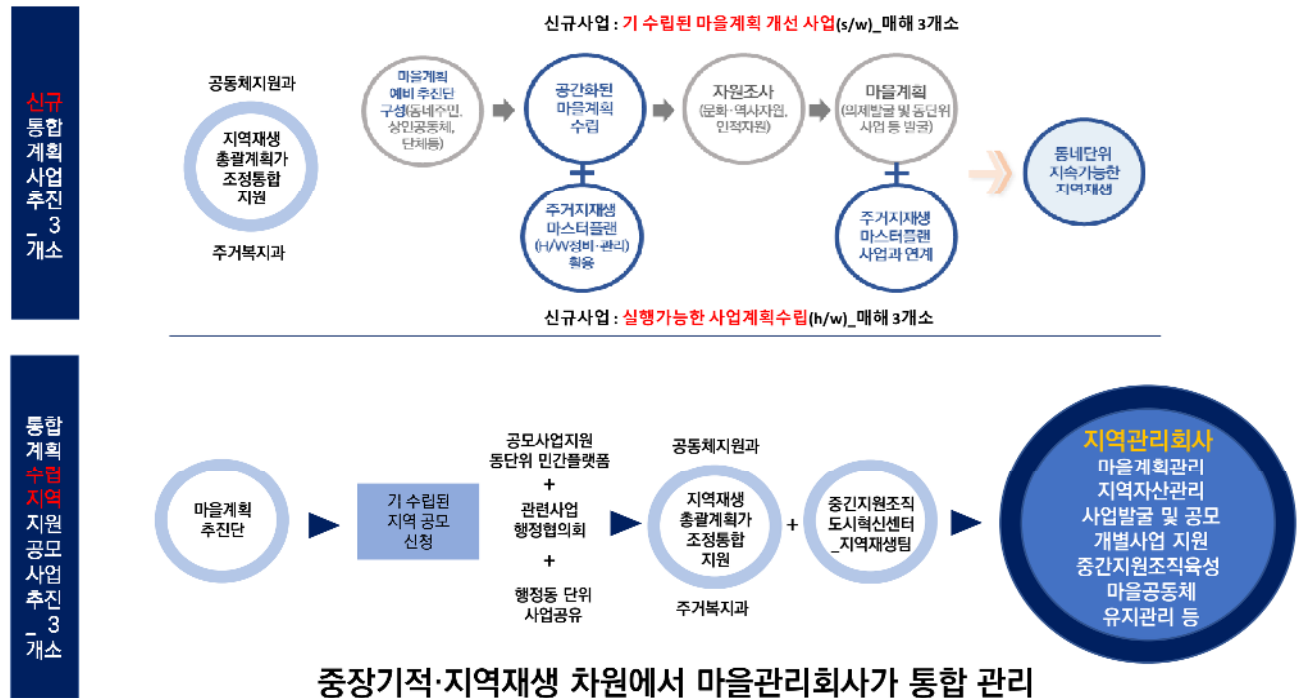 신규
통합
계획
사업
추진
_ 3
개소
신규사업 : 기 수립된 마을계획 개선 사업(s/w)_매해 3개소
공동체지원과
지역재생
총괄계획가
조정통합
지원
주거복지과
마을계획
예비 추진단
구성(동네주민,
상인공동체,
단체등)
공간화된
마을계획
수립
주거지재생
마스터플랜
(H/W정비·관리)
활용
자원조사
(문화·역사자원,
인적자원)
마을계획
(의제발굴 및 동단위
사업 등 발굴)
주거지재생
마스터플랜
사업과 연계
동네단위
지속가능한
지역재생
신규사업 : 실행가능한 사업계획수립(h/w)_매해 3개소
통합
계획
수립
지역
지원
공모
사업
추진
_ 3
개소
마을계획
추진단
기 수립된
지역 공모
신청
공모사업지원
동단위 민간플랫폼
+
관련사업
행정협의회
+
행정동 단위
사업공유
공동체지원과
지역재생
총괄계획가
조정통합
지원
주거복지과
+
중간지원조직
도시혁신센터
_지역재생팀
지역관리회사
마을계획관리
지역자산관리
사업발굴 및 공모
개별사업 지원
중간지원조직육성
마을공동체
유지관리 등
중장기적·지역재생 차원에서 마을관리회사가 통합 관리